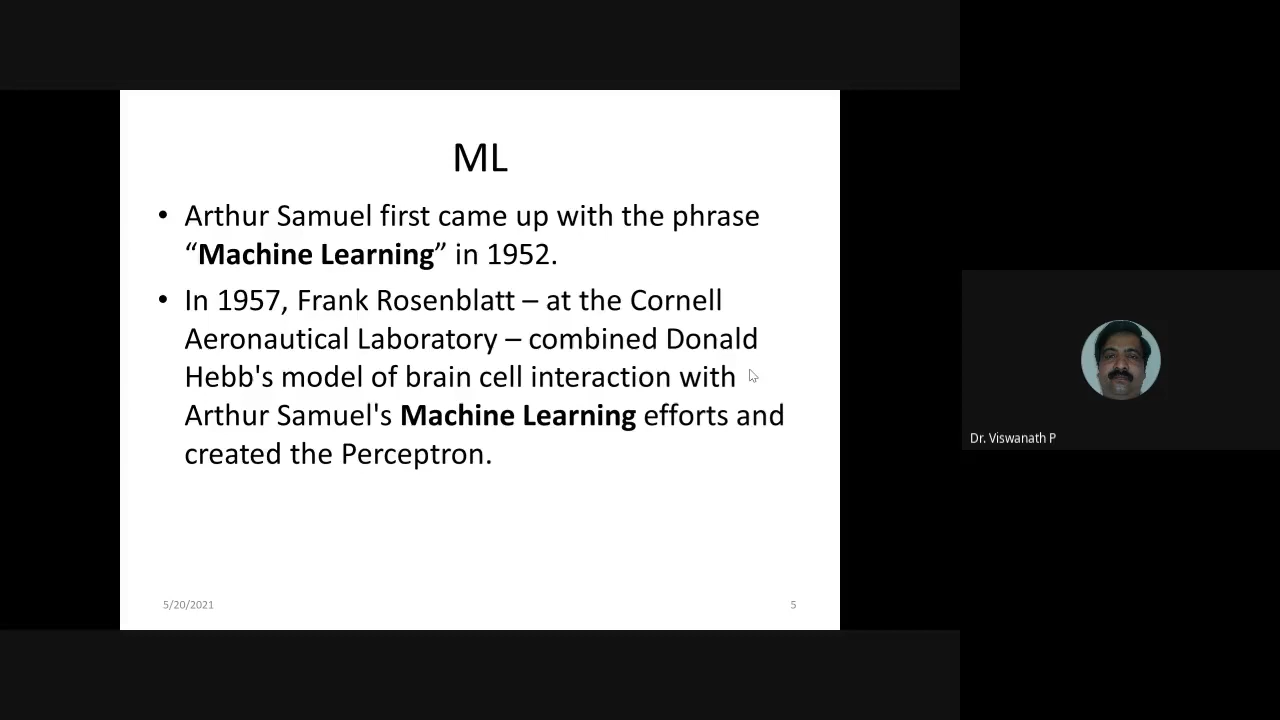 ML
• Arthur Samuel first came up with the phrase
“Machine Learning” in 1952.
• In 1957, Frank Rosenblatt – at the Cornell
Aeronautical Laboratory – combined Donald
Hebb's model of brain cell interaction with
Arthur Samuel's Machine Learning efforts and
created the Perceptron.
5/20/2021
5
Dr. Viswanath P